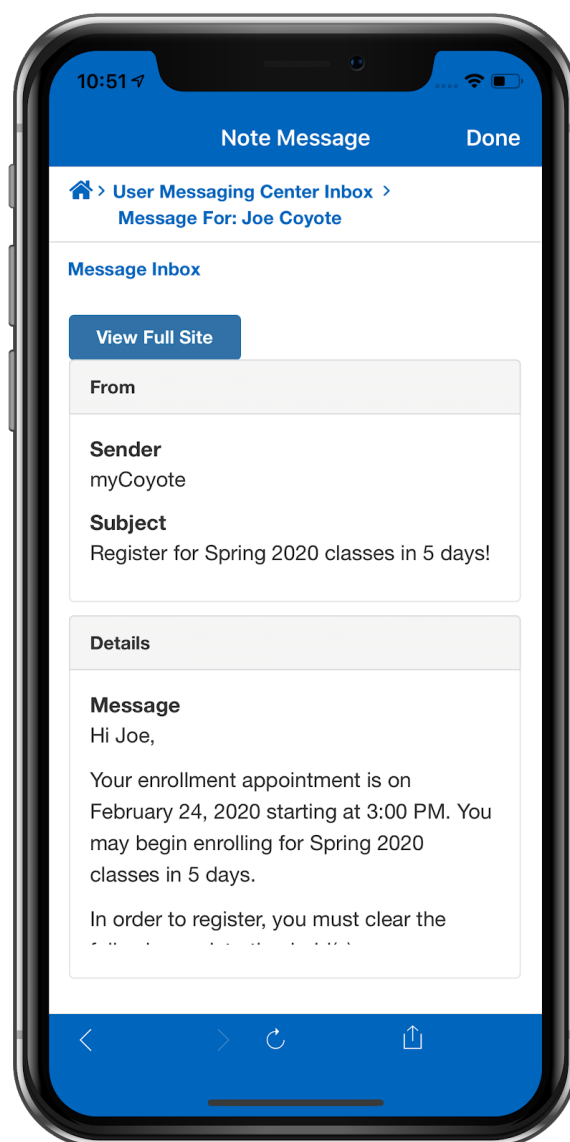 10:51
Note Message Done
> User Messaging Center Inbox >
Message For: Joe Coyote
Message Inbox
View Full Site
From
Sender
myCoyote
Subject
Register for Spring 2020 classes in 5 days!
Details
Message
Hi Joe,
Your enrollment appointment is on
February 24, 2020 starting at 3:00 PM. You
may begin enrolling for Spring 2020
classes in 5 days.
In order to register, you must clear the